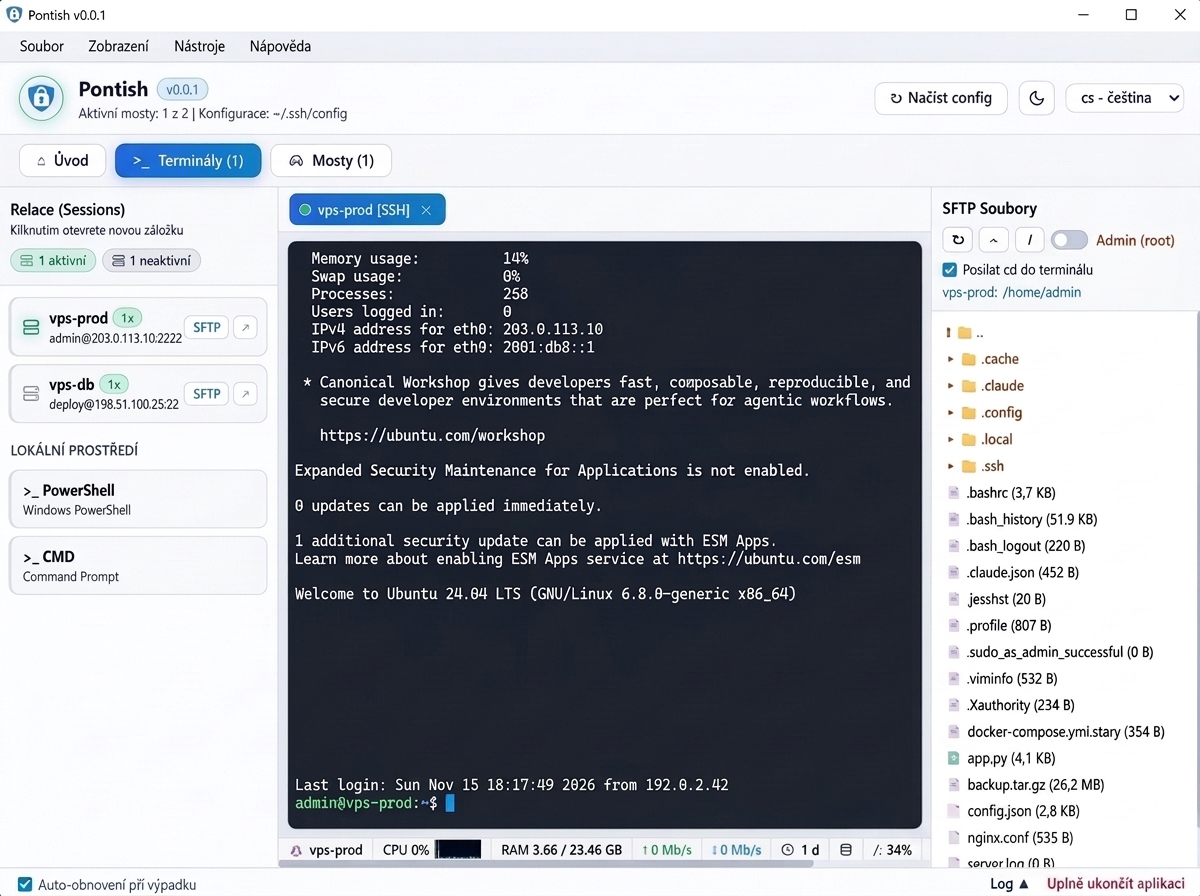 Pontish v0.0.1
Soubor Zobrazení Nástroje Nápověda
Pontish v0.0.1
Aktivní mosty: 1 z 2 | Konfigurace: ~/.ssh/config
↻ Načíst config
cs - čeština
Úvod
>_ Terminály (1)
Mosty (1)
Relace (Sessions)
Kilknutim otevrete novou záložku
1 aktivní
1 neaktivní
vps-prod 1x
admin@203.0.113.10:2222
SFTP
vps-db 1x
deploy@198.51.100.25:22
SFTP
LOKÁLNÍ PROSTŘEDÍ
>_ PowerShell
Windows PowerShell
>_ CMD
Command Prompt
vps-prod [SSH] ×
Memory usage: 14%
Swap usage: 0%
Processes: 258
Users logged in: 0
IPv4 address for eth0: 203.0.113.10
IPv6 address for eth0: 2001:db8::1
* Canonical Workshop gives developers fast, composable, reproducible, and
secure developer environments that are perfect for agentic workflows.
https://ubuntu.com/workshop
Expanded Security Maintenance for Applications is not enabled.
0 updates can be applied immediately.
1 additional security update can be applied with ESM Apps.
Learn more about enabling ESM Apps service at https://ubuntu.com/esm
Welcome to Ubuntu 24.04 LTS (GNU/Linux 6.8.0-generic x86_64)
Last login: Sun Nov 15 18:17:49 2026 from 192.0.2.42
admin@vps-prod:~$
vps-prod
CPU 0%
RAM 3.66 / 23.46 GB
↑ 0 Mb/s
↓ 0 Mb/s
1 d
/: 34%
SFTP Soubory
/
Admin (root)
Posilat cd do terminálu
vps-prod: /home/admin
..
.cache
.claude
.config
.local
.ssh
.bashrc (3,7 KB)
.bash_history (51.9 KB)
.bash_logout (220 B)
.claude.json (452 B)
.jesshst (20 B)
.profile (807 B)
.sudo_as_admin_successful (0 B)
.viminfo (532 B)
.Xauthority (234 B)
docker-compose.ymi.stary (354 B)
app.py (4,1 KB)
backup.tar.gz (26,2 MB)
config.json (2,8 KB)
nginx.conf (535 B)
server.log (0 B)
Auto-obnovení při výpadku
Log ▲
Uplně ukončít aplikaci